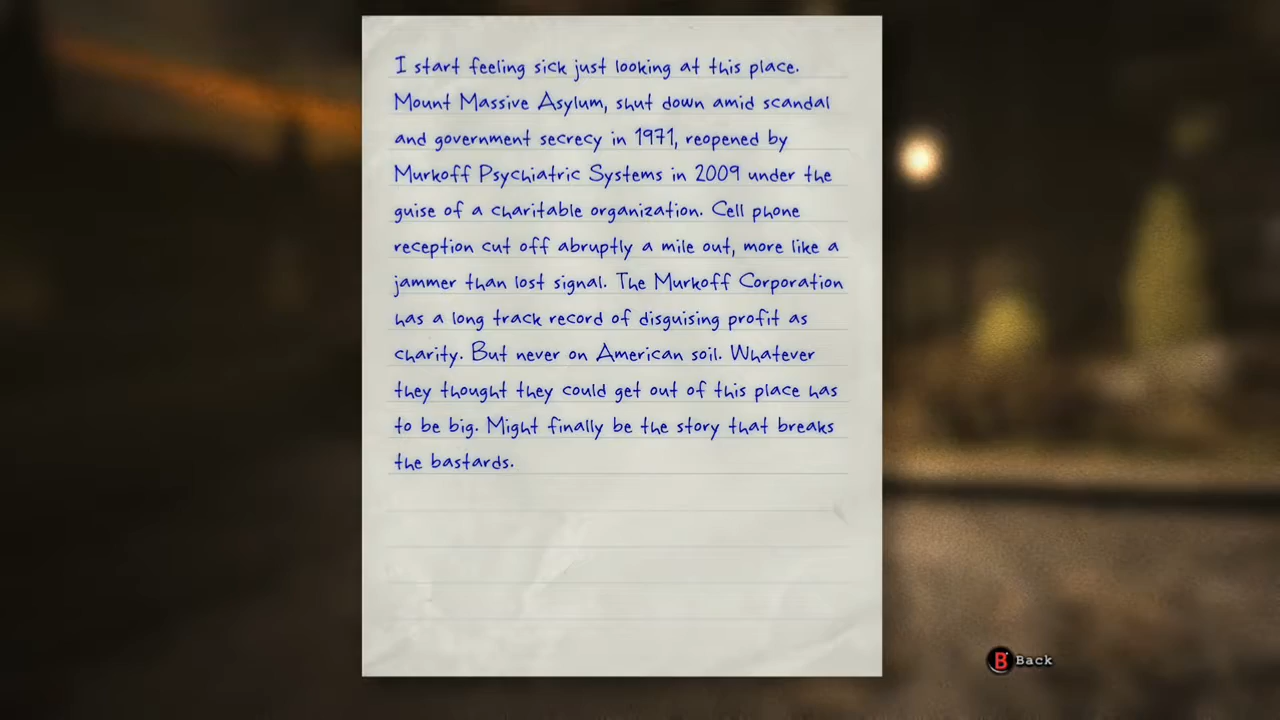 I start feeling sick just looking at this place.
Mount Massive Asylum, shut down amid scandal
and government secrecy in 1971, reopened by
Murkoff Psychiatric Systems in 2009 under the
guise of a charitable organization. Cell phone
reception cut off abruptly a mile out, more like a
jammer than lost signal. The Murkoff Corporation
has a long track record of disguising profit as
charity. But never on American soil. Whatever
they thought they could get out of this place has
to be big. Might finally be the story that breaks
the bastards.
B Back